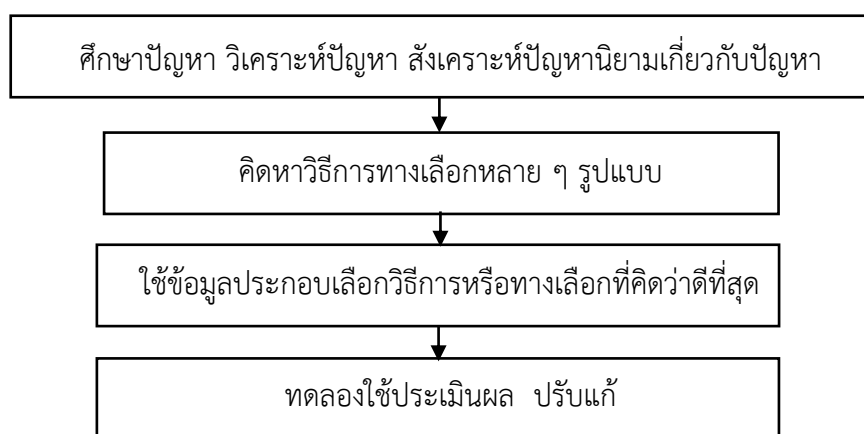 ศึกษาปัญหา วิเคราะห์ปัญหา สังเคราะห์ปัญหานิยามเกี่ยวกับปัญหา
คิดหาวิธีการทางเลือกหลาย ๆ รูปแบบ
ใช้ข้อมูลประกอบเลือกวิธีการหรือทางเลือกที่คิดว่าดีที่สุด
ทดลองใช้ประเมินผล ปรับแก้